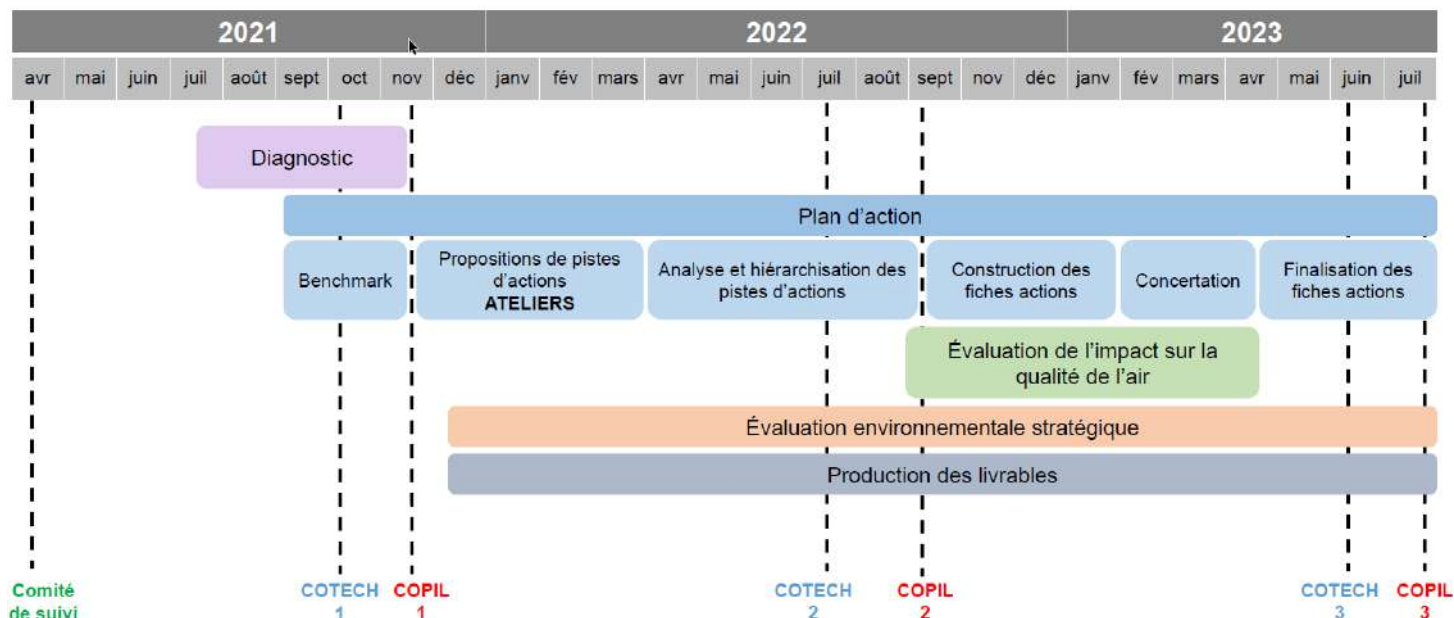 2021 2022 2023
avr mai juin juil août sept oct nov déc janv fév mars avr mai juin juil août sept nov déc janv fév mars avr mai juin juil
Diagnostic
Plan d'action
Benchmark
Propositions de pistes
d'actions
ATELIERS
Analyse et hiérarchisation des
pistes d'actions
Construction des
fiches actions
Concertation
Finalisation des
fiches actions
Évaluation de l'impact sur la
qualité de l'air
Évaluation environnementale stratégique
Production des livrables
Comité
de suivi
COTECH
1
COPIL
1
COTECH
2
COPIL
2
COTECH
3
COPIL
3